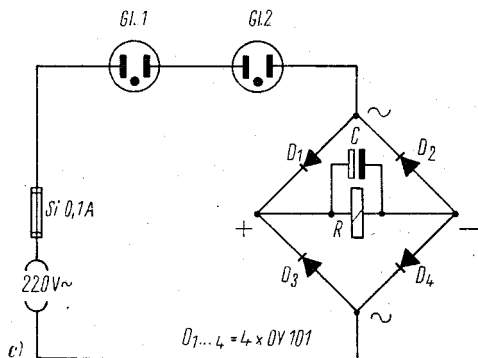 Gl.1
Gl.2
~
D1
C
D2
Si 0,1A
+
R
−
D3
D4
220V~
~
c)
D1...4 = 4 x OY 101